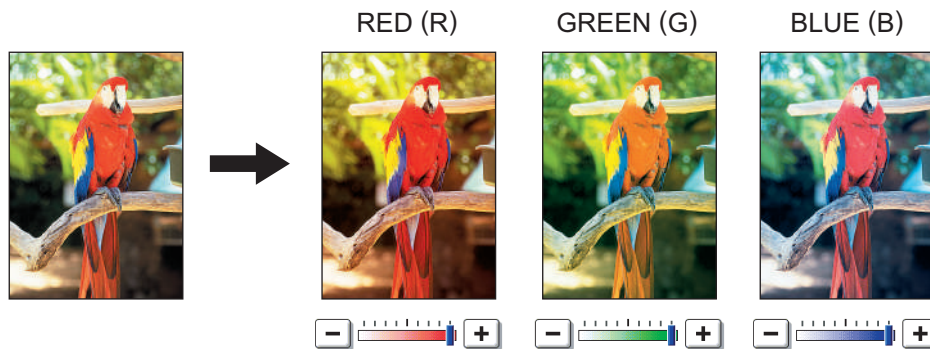 RED (R) GREEN (G) BLUE (B)
− + − + − +